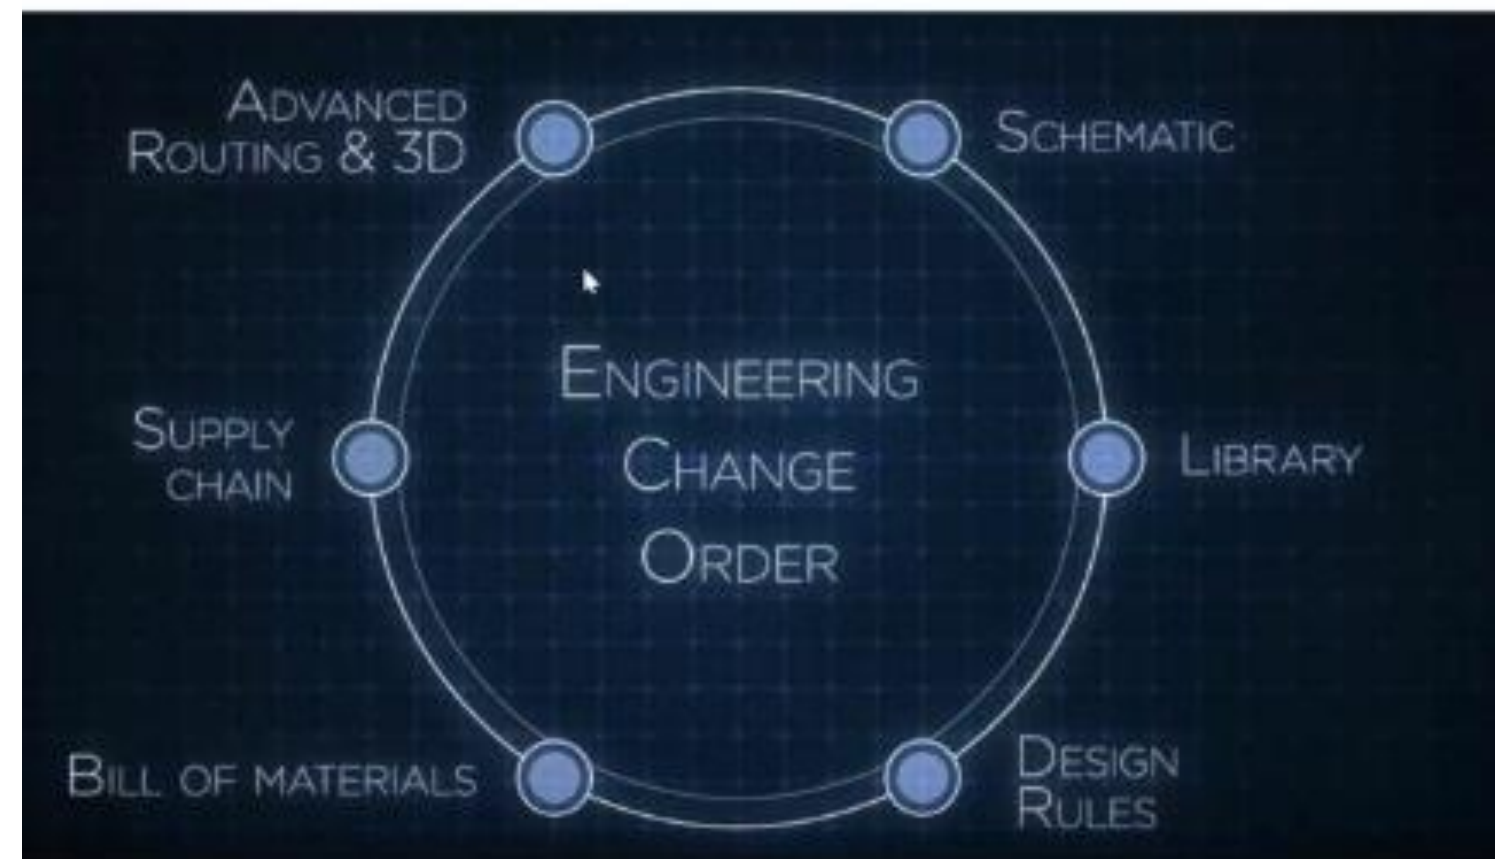 Advanced
Routing & 3D
Schematic
Engineering
Change
Order
Supply
chain
Library
Bill of materials
Design
Rules